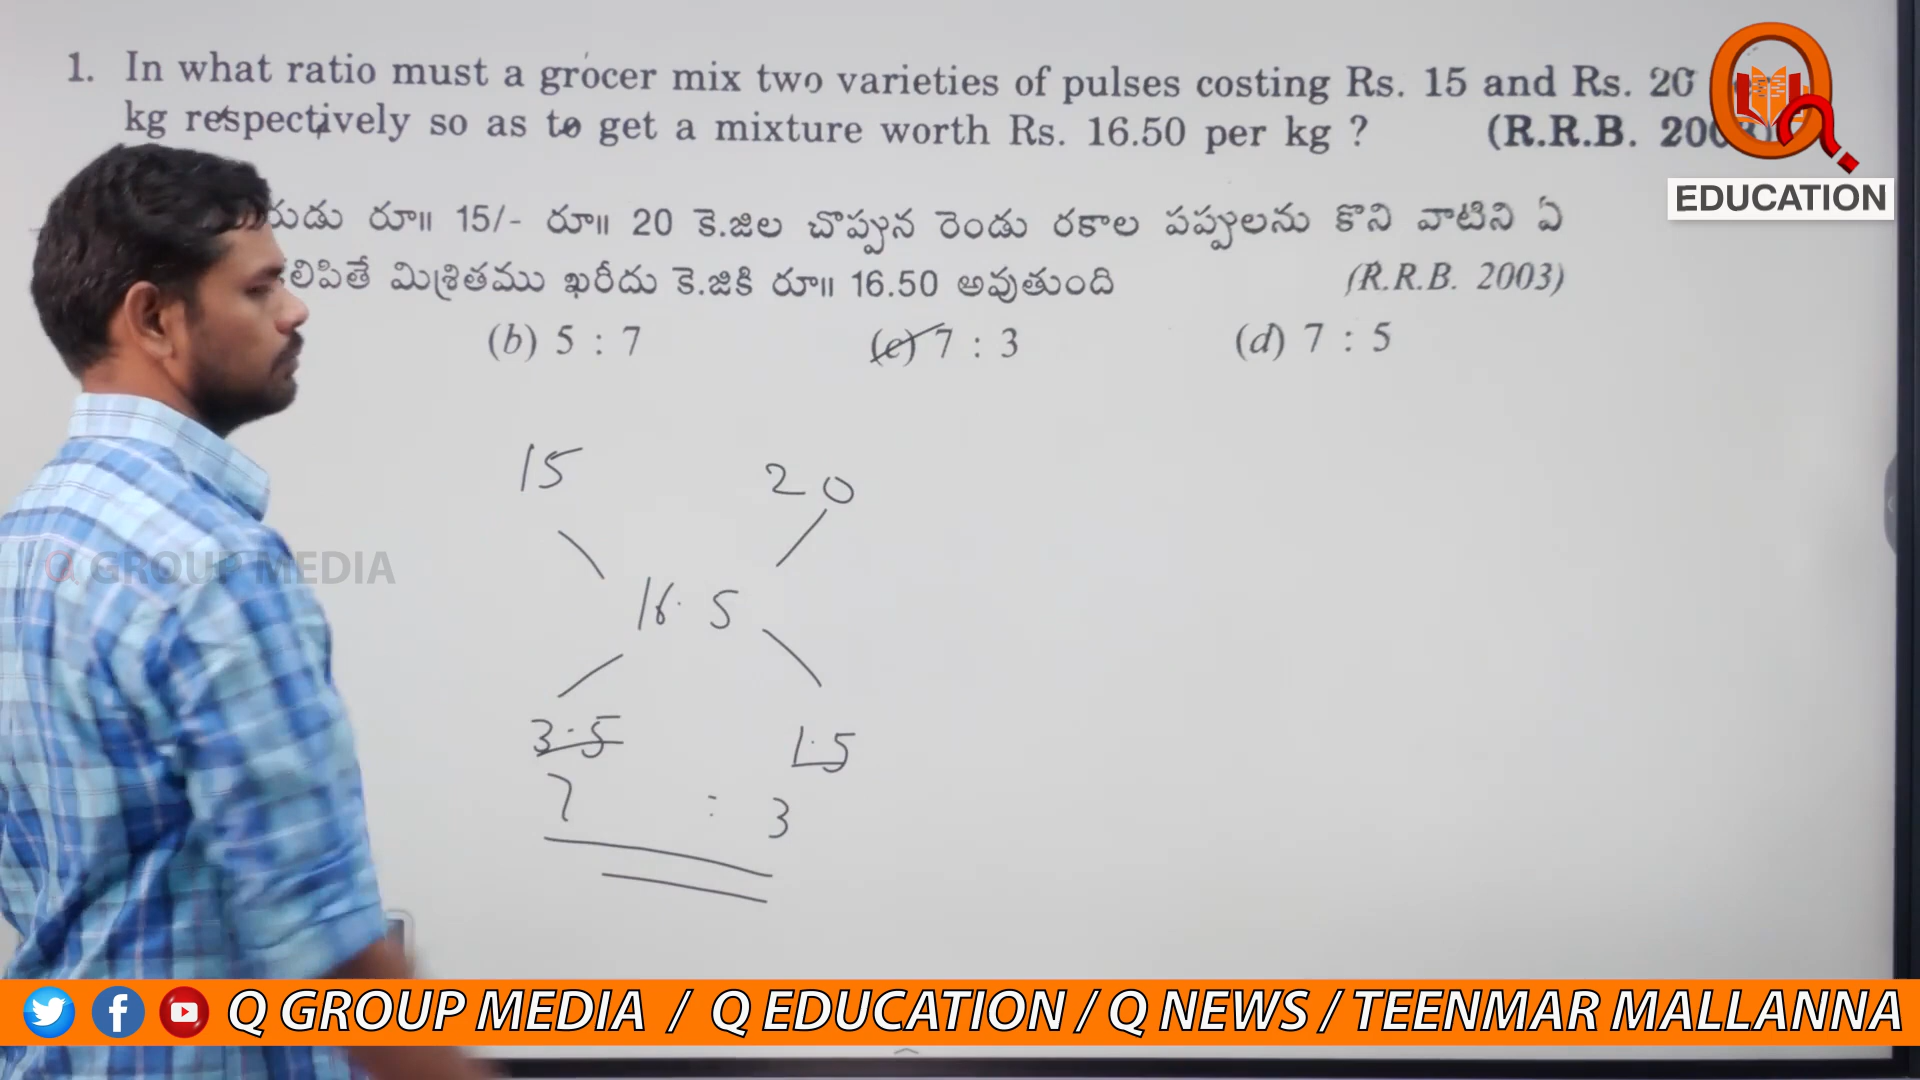 1. In what ratio must a grocer mix two varieties of pulses costing Rs. 15 and Rs. 20
kg respectively so as to get a mixture worth Rs. 16.50 per kg ? (R.R.B. 2003)
రూ॥ 15/- రూ॥ 20 కె.జిల చొప్పున రెండు రకాల పప్పులను కొని వాటిని ఏ
మిశ్రితము ఖరీదు కె.జికి రూ॥ 16.50 అవుతుంది (R.R.B. 2003)
(b) 5 : 7 (c) 7 : 3 (d) 7 : 5
15 20
16.5
3.5 1.5
7 : 3
EDUCATION
Q GROUP MEDIA
Q GROUP MEDIA / Q EDUCATION / Q NEWS / TEENMAR MALLANNA